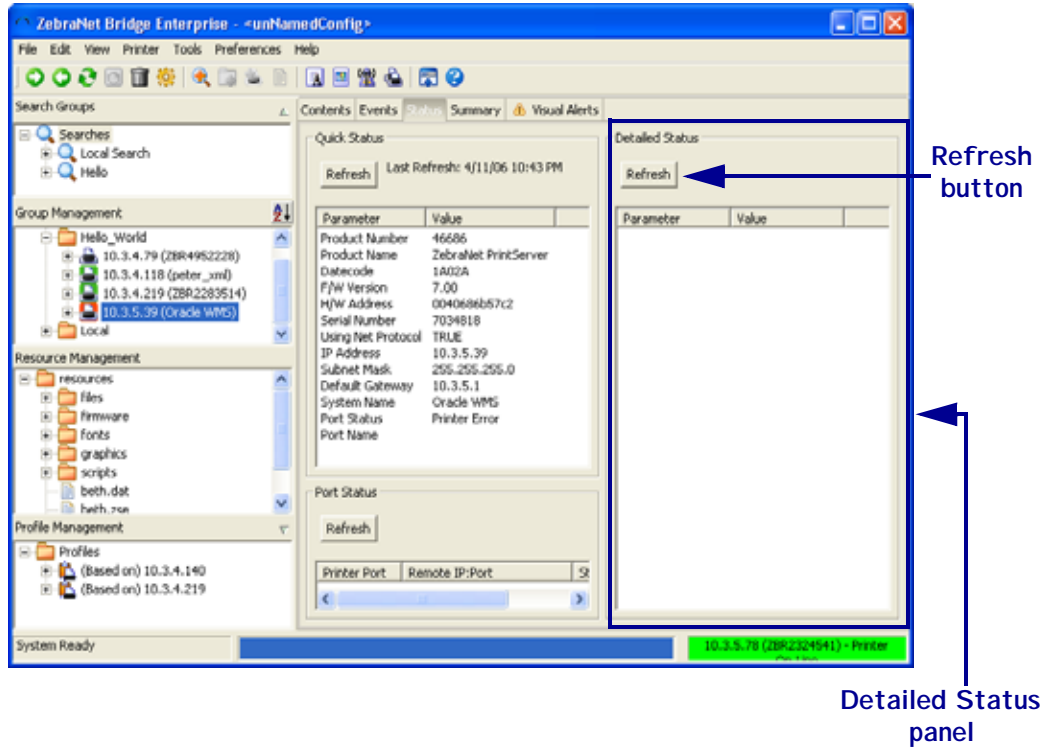 ZebraNet Bridge Enterprise - <unNamedConfig>
File Edit View Printer Tools Preferences Help
Search Groups
Searches
Local Search
Hello
Group Management
Hello_World
10.3.4.79 (ZBR4952228)
10.3.4.118 (peter_xml)
10.3.4.219 (ZBR2283514)
10.3.5.39 (Oracle WMS)
Local
Resource Management
resources
files
firmware
fonts
graphics
scripts
beth.dat
beth.zse
Profile Management
Profiles
(Based on) 10.3.4.140
(Based on) 10.3.4.219
Contents Events Status Summary Visual Alerts
Quick Status
Refresh Last Refresh: 4/11/06 10:43 PM
Parameter Value
Product Number 46686
Product Name ZebraNet PrintServer
Datecode 1A02A
F/W Version 7.00
H/W Address 0040686b57c2
Serial Number 7034818
Using Net Protocol TRUE
IP Address 10.3.5.39
Subnet Mask 255.255.255.0
Default Gateway 10.3.5.1
System Name Oracle WMS
Port Status Printer Error
Port Name
Port Status
Refresh
Printer Port Remote IP:Port St
Detailed Status
Refresh
Parameter Value
System Ready
10.3.5.78 (ZBR2324541) - Printer
On Line
Refresh
button
Detailed Status
panel